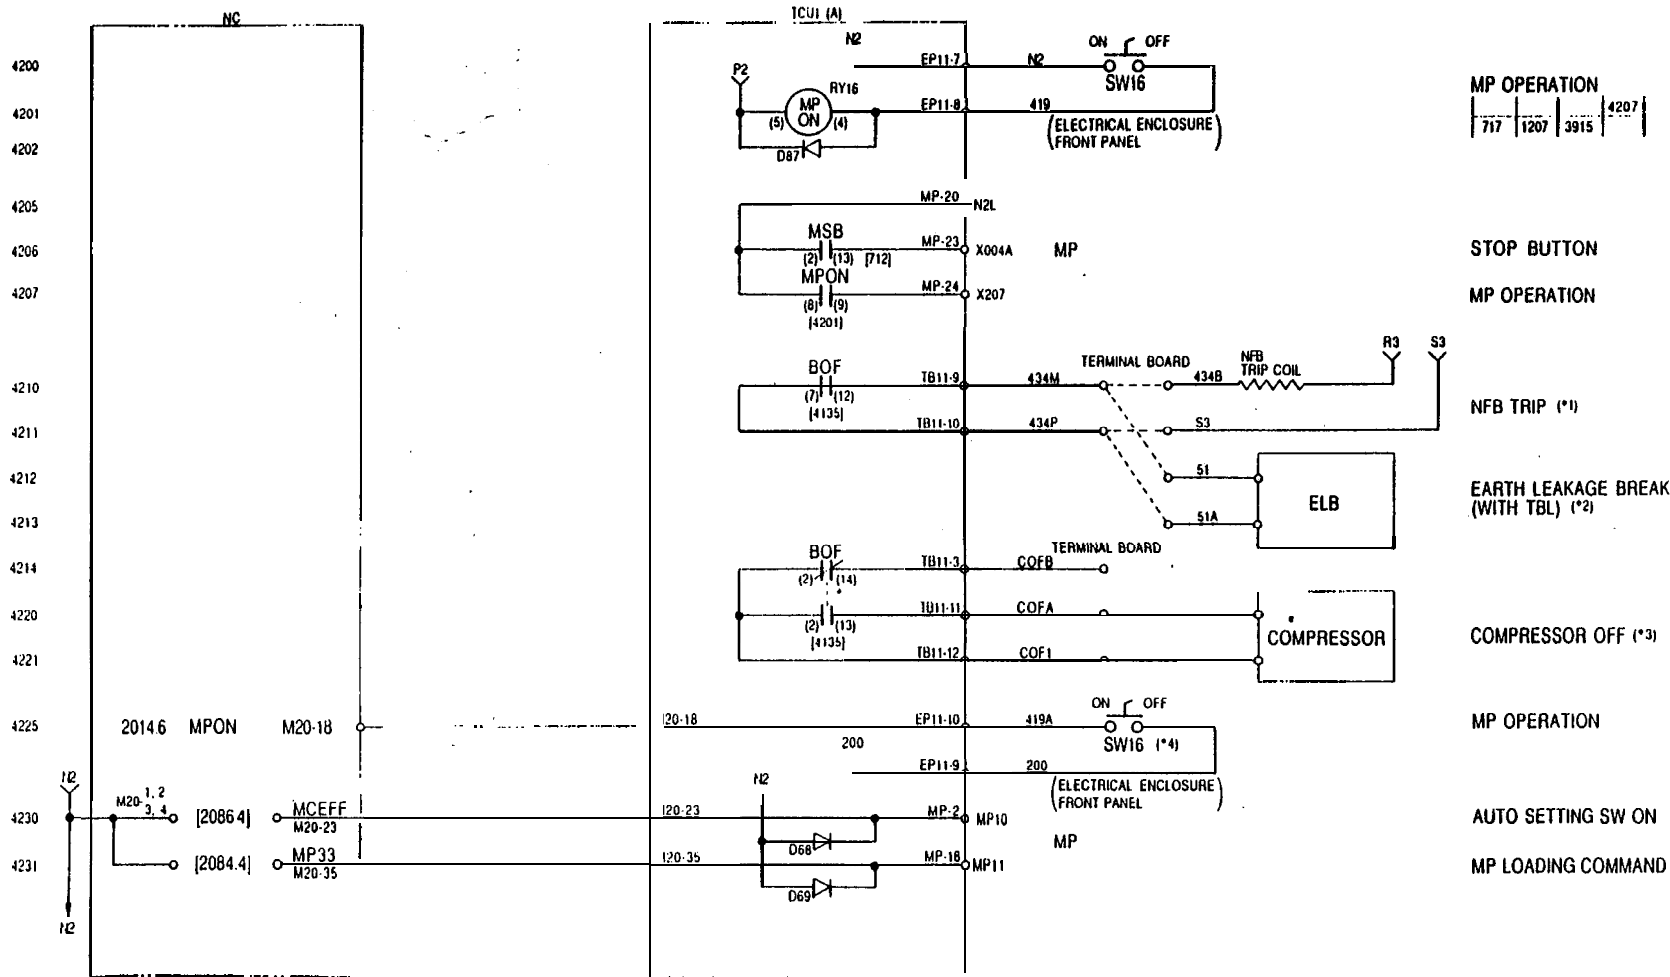 NC
TCU1 (A)
N2
4200
EP11-7
N2
ON OFF
SW16
P2
RY16
MP ON
(5) (4)
4201
EP11-8
419
(ELECTRICAL ENCLOSURE
FRONT PANEL)
MP OPERATION
717 1207 3915 4207
4202
D87
4205
MP-20
N2L
4206
MSB
(2) (13) [712]
MP-23
X004A
MP
STOP BUTTON
4207
MPON
(8) (9)
[4201]
MP-24
X207
MP OPERATION
4210
BOF
(7) (12)
[4135]
TB11-9
434M
TERMINAL BOARD
434B
NFB
TRIP COIL
R3 S3
NFB TRIP (*1)
4211
TB11-10
434P
S3
4212
51
ELB
EARTH LEAKAGE BREAK
(WITH TBL) (*2)
4213
51A
4214
BOF
(2) (14)
TB11-3
COFB
TERMINAL BOARD
4220
(2) (13)
[4135]
TB11-11
COFA
COMPRESSOR
COMPRESSOR OFF (*3)
4221
TB11-12
COF1
4225
2014.6 MPON M20-18
I20-18
EP11-10
419A
ON OFF
SW16 (*4)
MP OPERATION
200
EP11-9
200
(ELECTRICAL ENCLOSURE
FRONT PANEL)
N2
N2
4230
M20-1, 2
3, 4
[2086.4]
MCEFF
M20-23
I20-23
D68
MP-2
MP10
MP
AUTO SETTING SW ON
4231
[2084.4]
MP33
M20-35
I20-35
D69
MP-18
MP11
MP LOADING COMMAND
N2